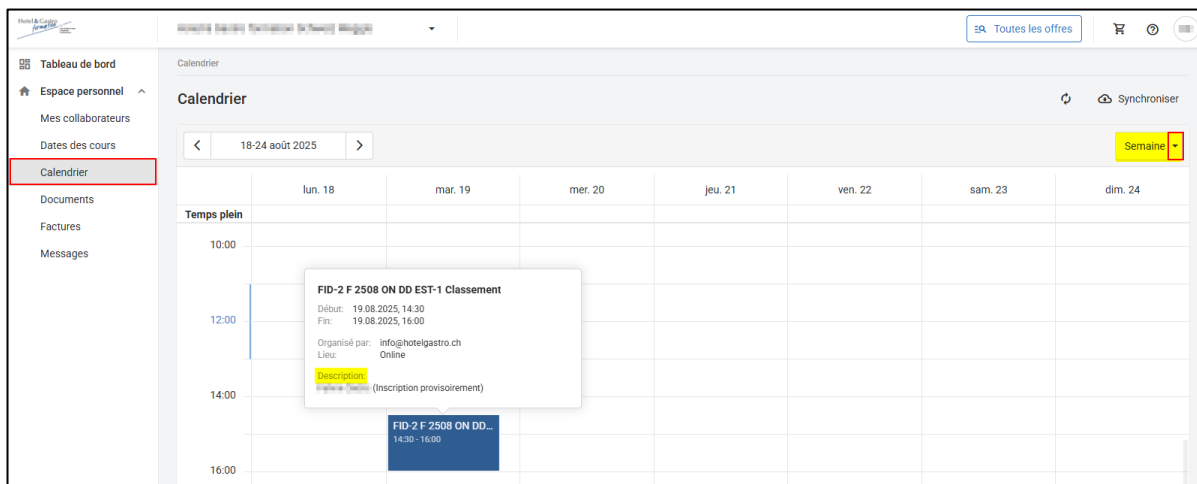 Hotel & Gastro
formation
Toutes les offres
Tableau de bord
Espace personnel
Mes collaborateurs
Dates des cours
Calendrier
Documents
Factures
Messages
Calendrier
Calendrier
Synchroniser
18-24 août 2025
Semaine
lun. 18 mar. 19 mer. 20 jeu. 21 ven. 22 sam. 23 dim. 24
Temps plein
10:00
12:00
14:00
16:00
FID-2 F 2508 ON DD EST-1 Classement
Début: 19.08.2025, 14:30
Fin: 19.08.2025, 16:00
Organisé par: info@hotelgastro.ch
Lieu: Online
Description:
(Inscription provisoirement)
FID-2 F 2508 ON DD...
14:30 - 16:00